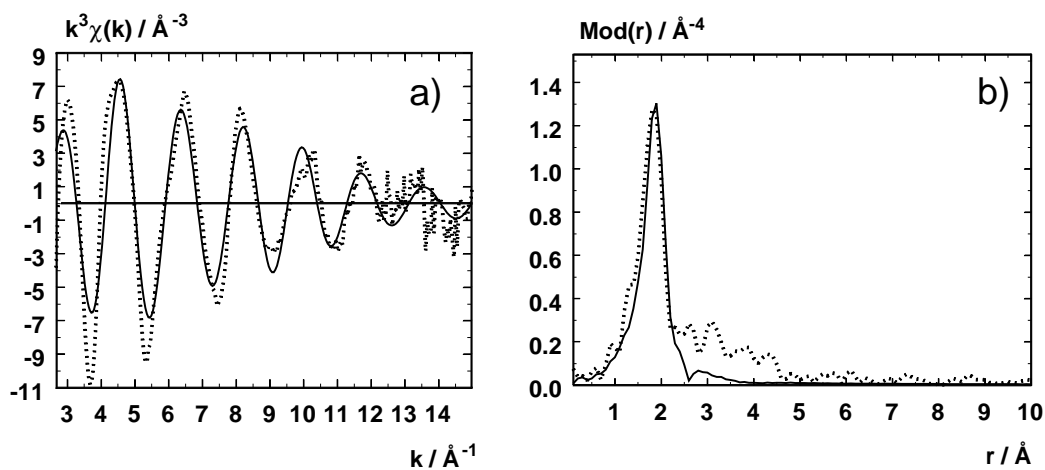 k³χ(k) / Å⁻³
a)
9
7
5
3
1
-1
-3
-5
-7
-9
-11
3 4 5 6 7 8 9 10 11 12 13 14
k / Å⁻¹
Mod(r) / Å⁻⁴
b)
1.4
1.2
1.0
0.8
0.6
0.4
0.2
0.0
1 2 3 4 5 6 7 8 9 10
r / Å